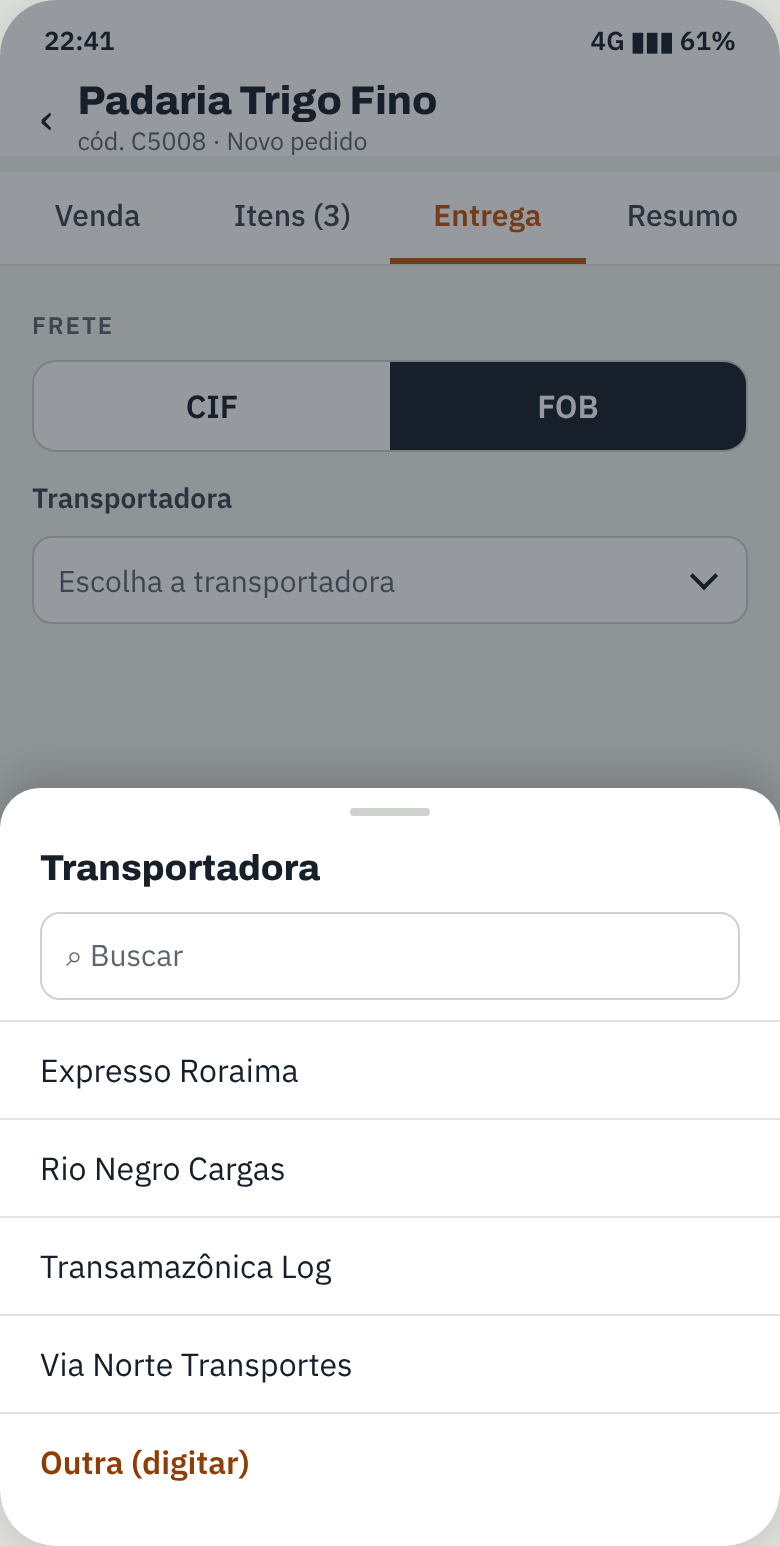 22:41 4G 61%
‹ Padaria Trigo Fino
cód. C5008 · Novo pedido
Venda Itens (3) Entrega Resumo
FRETE
CIF FOB
Transportadora
Escolha a transportadora
Transportadora
⌕ Buscar
Expresso Roraima
Rio Negro Cargas
Transamazônica Log
Via Norte Transportes
Outra (digitar)